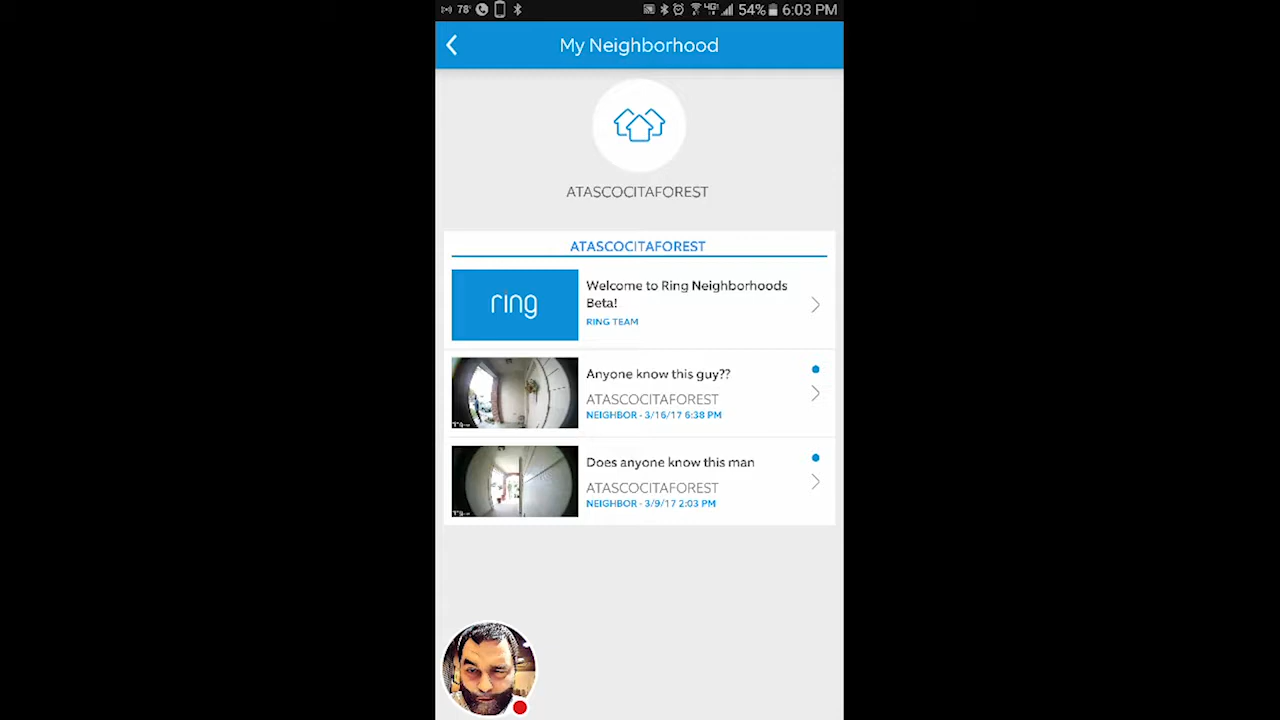 78° 4G 54% 6:03 PM
My Neighborhood
ATASCOCITAFOREST
ATASCOCITAFOREST
ring
Welcome to Ring Neighborhoods
Beta!
RING TEAM
Anyone know this guy??
ATASCOCITAFOREST
NEIGHBOR - 3/16/17 6:38 PM
Does anyone know this man
ATASCOCITAFOREST
NEIGHBOR - 3/9/17 2:03 PM